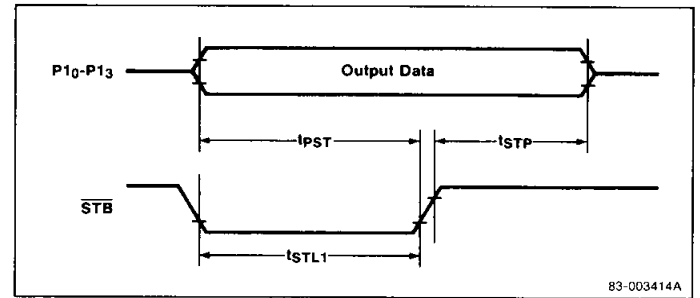 P1₀-P1₃
Output Data
tPST
tSTP
STB
tSTL1
83-003414A